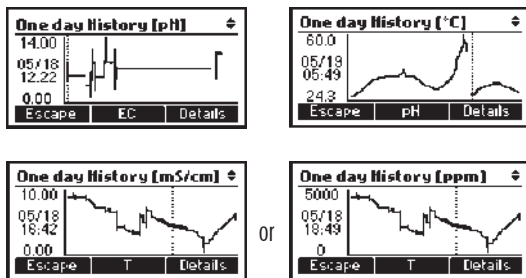 One day History [pH]
14.00
05/18
12:22
0.00
Escape EC Details
One day History [°C]
60.0
05/19
05:49
24.3
Escape pH Details
One day History [mS/cm]
10.00
05/18
16:42
0.00
Escape T Details
or
One day History [ppm]
5000
05/18
18:49
0
Escape T Details